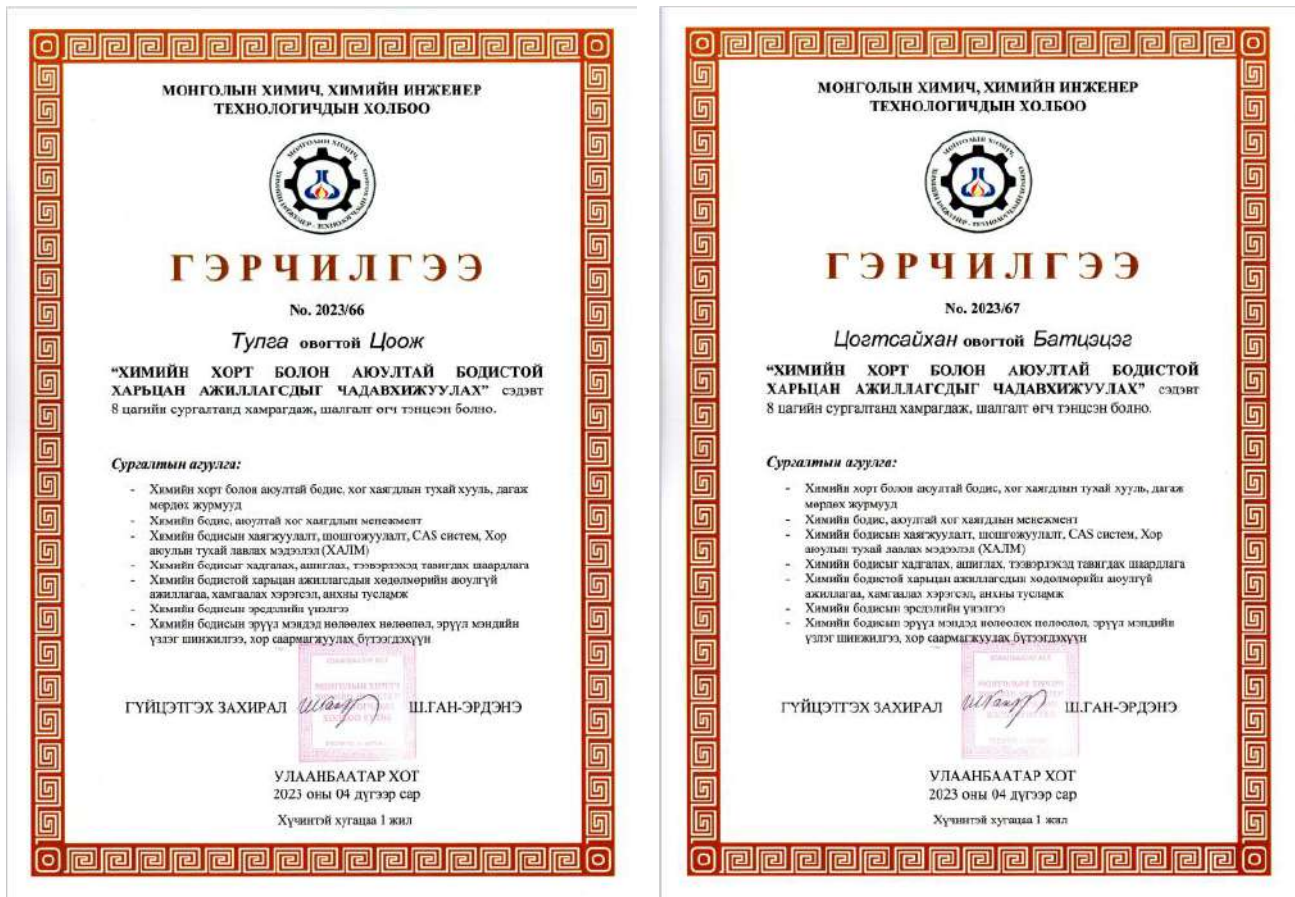 МОНГОЛЫН ХИМИЧ, ХИМИЙН ИНЖЕНЕР
ТЕХНОЛОГИЧДЫН ХОЛБОО
ГЭРЧИЛГЭЭ
No. 2023/66
Тулга овогтой Цоож
“ХИМИЙН ХОРТ БОЛОН АЮУЛТАЙ БОДИСТОЙ
ХАРЬЦАН АЖИЛЛАГСДЫГ ЧАДАВХИЖУУЛАХ” сэдэвт
8 цагийн сургалтанд хамрагдаж, шалгалт өгч тэнцсэн болно.
Сургалтын агуулга:
- Химийн хорт болон аюултай бодис, хог хаягдлын тухай хууль, дагаж
мөрдөх журмууд
- Химийн бодис, аюултай хог хаягдлын менежмент
- Химийн бодисын хаягжуулалт, шошгожуулалт, CAS систем, Хор
аюулын тухай лавлах мэдээлэл (ХАЛМ)
- Химийн бодисыг хадгалах, ашиглах, тээвэрлэхэд тавигдах шаардлага
- Химийн бодистой харьцан ажиллагсдын хөдөлмөрийн аюулгүй
ажиллагаа, хамгаалах хэрэгсэл, анхны тусламж
- Химийн бодисын эрсдэлийн үнэлгээ
- Химийн бодисын эрүүл мэндэд нөлөөлөх нөлөөлөл, эрүүл мэндийн
үзлэг шинжилгээ, хор саармагжуулах бүтээгдэхүүн
ГҮЙЦЭТГЭХ ЗАХИРАЛ Ш.ГАН-ЭРДЭНЭ
УЛААНБААТАР ХОТ
2023 оны 04 дүгээр сар
Хүчинтэй хугацаа 1 жил
МОНГОЛЫН ХИМИЧ, ХИМИЙН ИНЖЕНЕР
ТЕХНОЛОГИЧДЫН ХОЛБОО
ГЭРЧИЛГЭЭ
No. 2023/67
Цогтсайхан овогтой Батцэцэг
“ХИМИЙН ХОРТ БОЛОН АЮУЛТАЙ БОДИСТОЙ
ХАРЬЦАН АЖИЛЛАГСДЫГ ЧАДАВХИЖУУЛАХ” сэдэвт
8 цагийн сургалтанд хамрагдаж, шалгалт өгч тэнцсэн болно.
Сургалтын агуулга:
- Химийн хорт болон аюултай бодис, хог хаягдлын тухай хууль, дагаж
мөрдөх журмууд
- Химийн бодис, аюултай хог хаягдлын менежмент
- Химийн бодисын хаягжуулалт, шошгожуулалт, CAS систем, Хор
аюулын тухай лавлах мэдээлэл (ХАЛМ)
- Химийн бодисыг хадгалах, ашиглах, тээвэрлэхэд тавигдах шаардлага
- Химийн бодистой харьцан ажиллагсдын хөдөлмөрийн аюулгүй
ажиллагаа, хамгаалах хэрэгсэл, анхны тусламж
- Химийн бодисын эрсдэлийн үнэлгээ
- Химийн бодисын эрүүл мэндэд нөлөөлөх нөлөөлөл, эрүүл мэндийн
үзлэг шинжилгээ, хор саармагжуулах бүтээгдэхүүн
ГҮЙЦЭТГЭХ ЗАХИРАЛ Ш.ГАН-ЭРДЭНЭ
УЛААНБААТАР ХОТ
2023 оны 04 дүгээр сар
Хүчинтэй хугацаа 1 жил